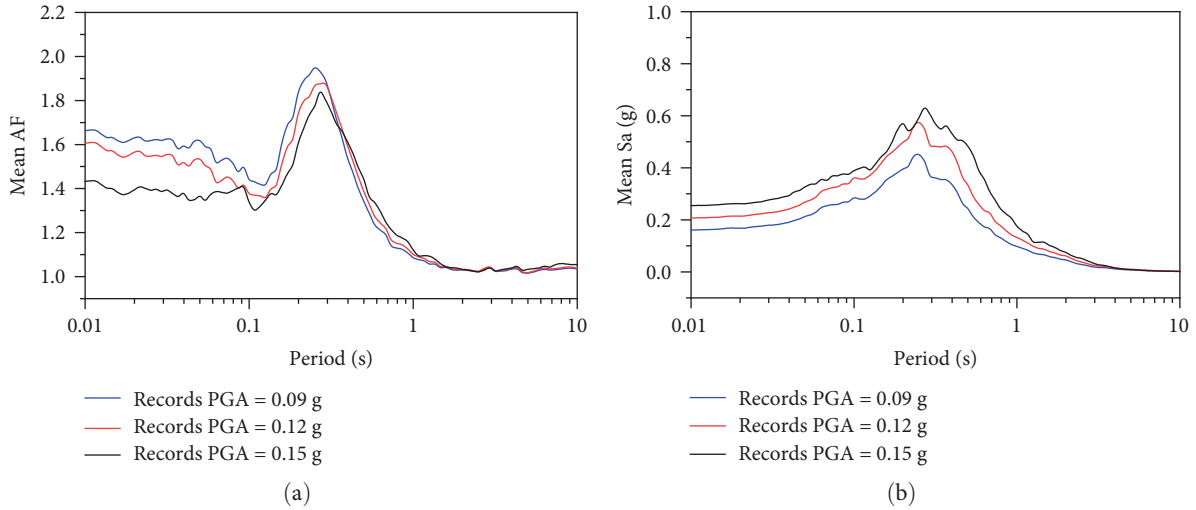 2.2
2.0
1.8
1.6
1.4
1.2
1.0
Mean AF
0.01
0.1
1
10
Period (s)
Records PGA = 0.09 g
Records PGA = 0.12 g
Records PGA = 0.15 g
(a)
1.0
0.8
0.6
0.4
0.2
0.0
Mean Sa (g)
0.01
0.1
1
10
Period (s)
Records PGA = 0.09 g
Records PGA = 0.12 g
Records PGA = 0.15 g
(b)